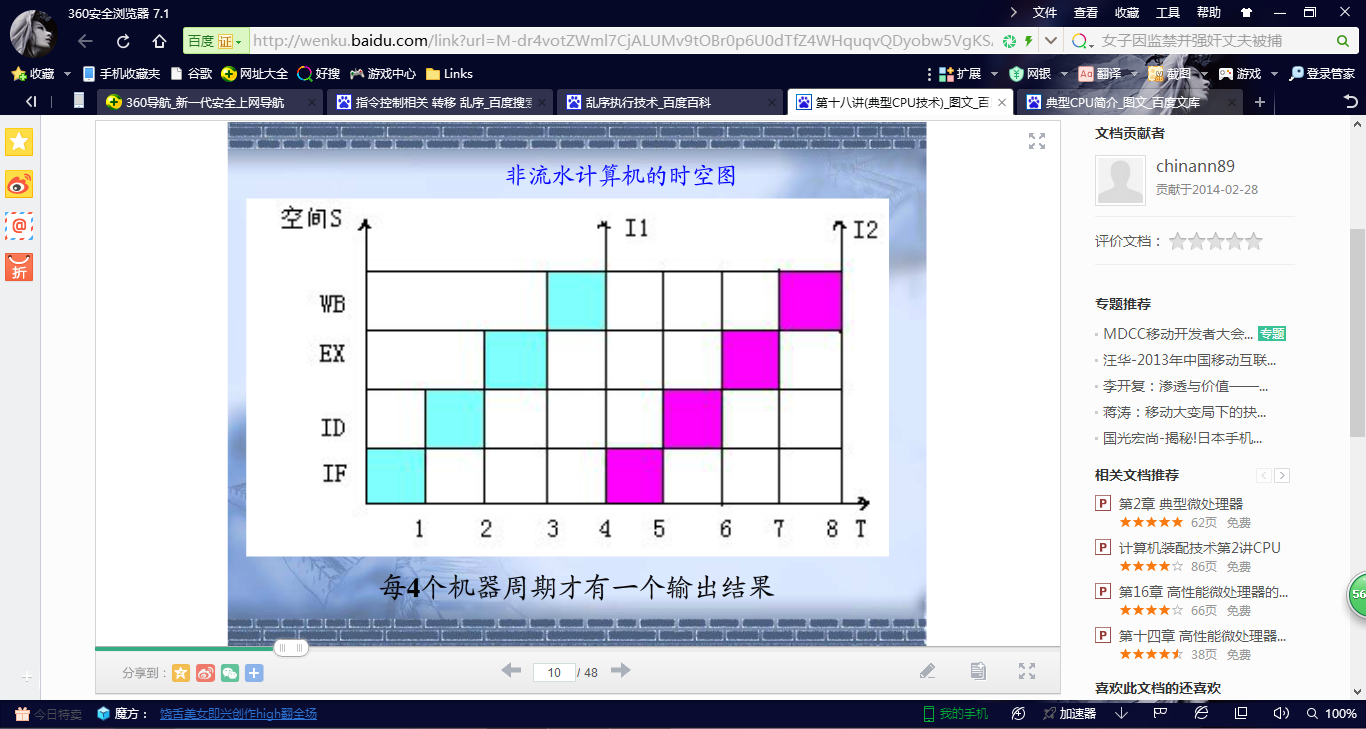 360安全浏览器 7.1
文件 查看 收藏 工具 帮助
百度 证
http://wenku.baidu.com/link?url=M-dr4votZWml7CjALUMv9tOBr0p6U0dTfZ4WHquqvQDyobw5VgKS
女子因监禁并强奸丈夫被捕
收藏 手机收藏夹 谷歌 网址大全 好搜 游戏中心 Links
扩展 网银 Aa 翻译 截图 游戏 登录管家
360导航_新一代安全上网导航
指令控制相关 转移 乱序_百度搜索
乱序执行技术_百度百科
第十八讲(典型CPU技术)_图文_百
典型CPU简介_图文_百度文库
@
折
非流水计算机的时空图
空间S
I1
I2
WB
EX
ID
IF
1 2 3 4 5 6 7 8 T
每4个机器周期才有一个输出结果
分享到：
10 / 48
文档贡献者
chinann89
贡献于2014-02-28
评价文档：
专题推荐
MDCC移动开发者大会... 专题
汪华-2013年中国移动互联...
李开复：渗透与价值——...
蒋涛：移动大变局下的抉...
国光宏尚-揭秘!日本手机...
相关文档推荐
P 第2章 典型微处理器
62页 免费
P 计算机装配技术第2讲CPU
86页 免费
P 第16章 高性能微处理器的...
66页 免费
P 第十四章 高性能微处理器...
38页 免费
喜欢此文档的还喜欢
56
今日特卖
魔方：
饶舌美女即兴创作high翻全场
我的手机
加速器
100%